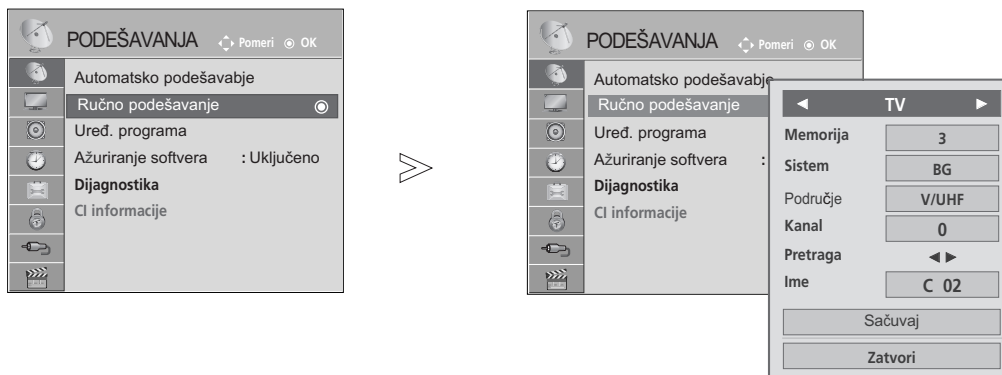 PODEŠAVANJA Pomeri OK
Automatsko podešavabje
Ručno podešavanje
Uređ. programa
Ažuriranje softvera : Uključeno
Dijagnostika
CI informacije
PODEŠAVANJA Pomeri OK
Automatsko podešavabje
Ručno podešavanje
Uređ. programa
Ažuriranje softvera :
Dijagnostika
CI informacije
◄ TV ►
Memorija 3
Sistem BG
Područje V/UHF
Kanal 0
Pretraga ◄ ►
Ime C 02
Sačuvaj
Zatvori